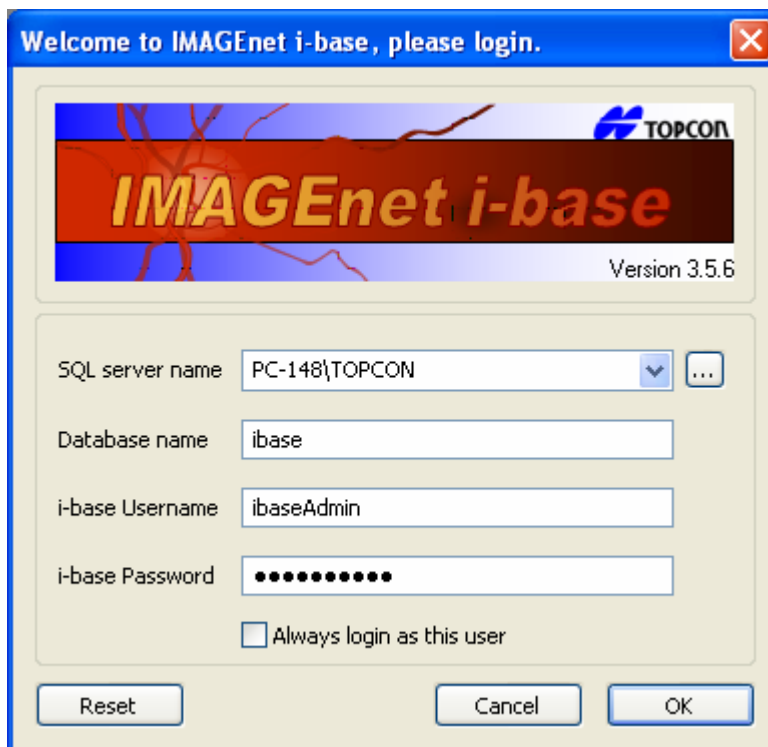 Welcome to IMAGEnet i-base, please login.
TOPCON
IMAGEnet i-base
Version 3.5.6
SQL server name PC-148\TOPCON ...
Database name ibase
i-base Username ibaseAdmin
i-base Password ●●●●●●●●●●
Always login as this user
Reset Cancel OK